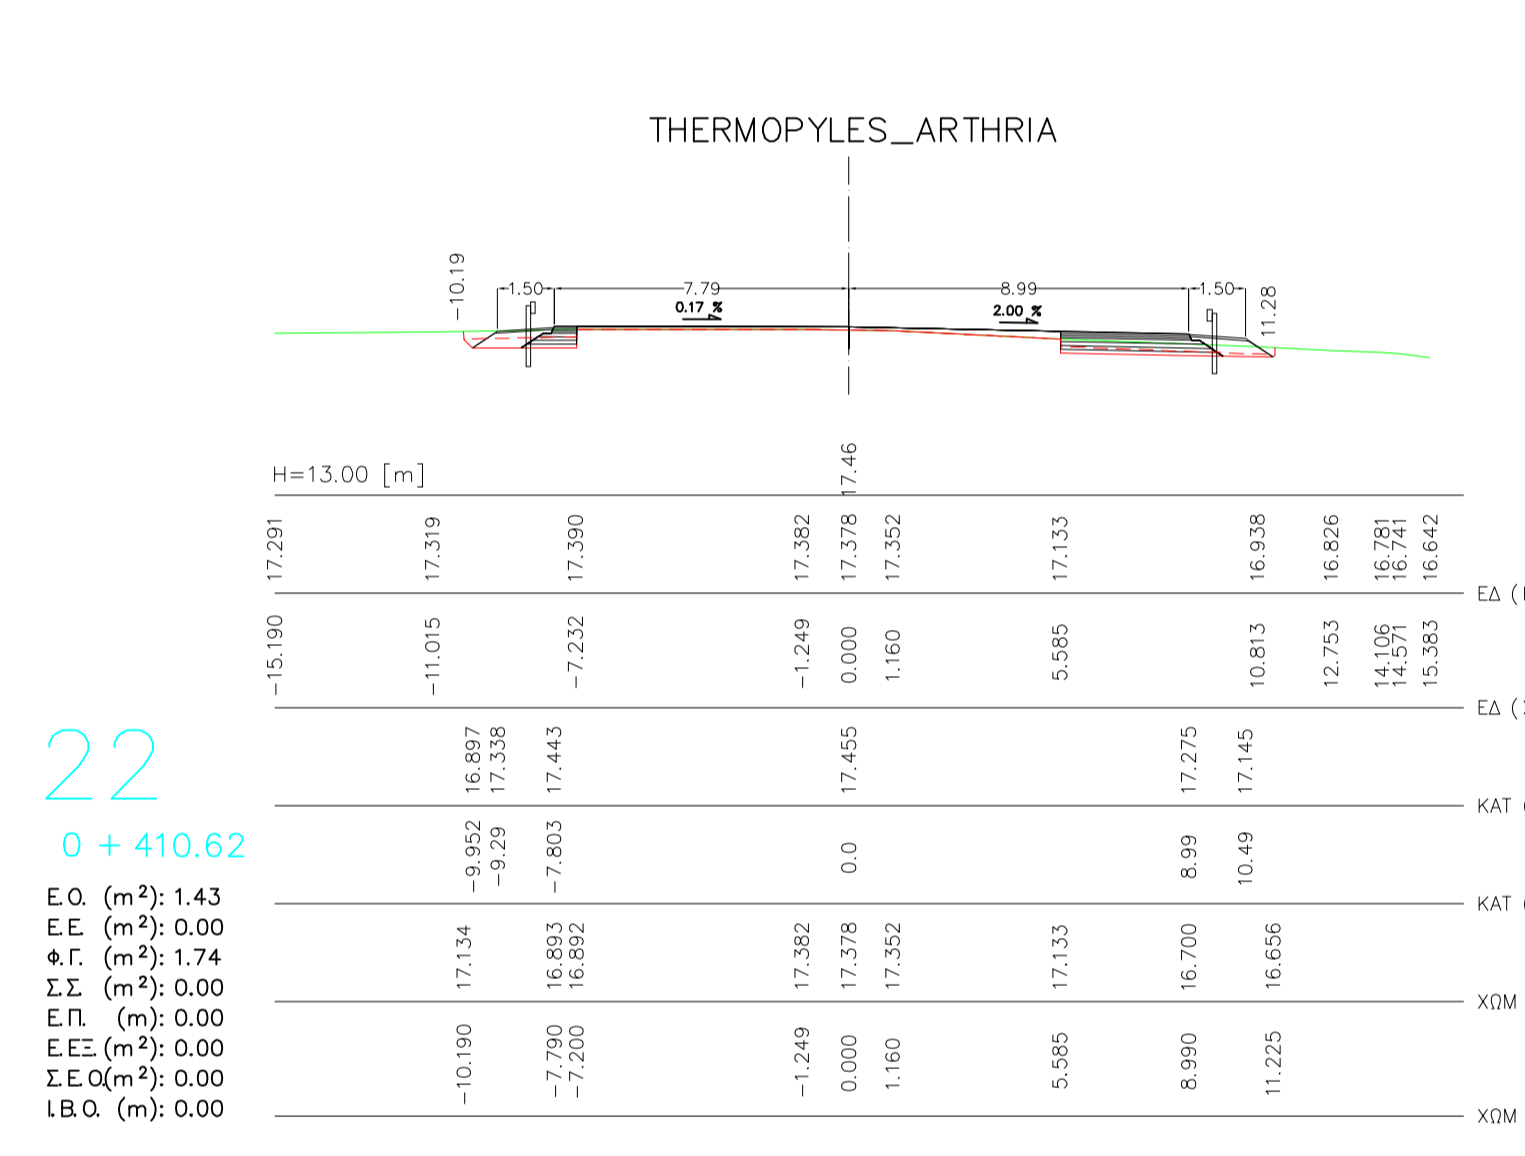 THERMOPYLES_ARTHRIA
-10.19
1.50
7.79
8.99
1.50
11.28
0.17 %
2.00 %
17.46
H=13.00 [m]
17.291 17.319 17.390 17.382 17.378 17.352 17.133 16.938 16.826 16.781 16.741 16.642
ΕΔ (
-15.190 -11.015 -7.232 -1.249 0.000 1.160 5.585 10.813 12.753 14.106 14.571 15.383
ΕΔ (
16.897 17.338 17.443 17.455 17.275 17.145
ΚΑΤ (
-9.952 -9.29 -7.803 0.0 8.99 10.49
ΚΑΤ (
17.134 16.893 16.892 17.382 17.378 17.352 17.133 16.700 16.656
ΧΩΜ
-10.190 -7.790 -7.200 -1.249 0.000 1.160 5.585 8.990 11.225
ΧΩΜ
22
0 + 410.62
Ε.Ο. (m²): 1.43
Ε.Ε. (m²): 0.00
Φ.Γ. (m²): 1.74
Σ.Σ. (m²): 0.00
Ε.Π. (m): 0.00
Ε.ΕΞ.(m²): 0.00
Σ.Ε.Ο.(m²): 0.00
Ι.Β.Ο. (m): 0.00